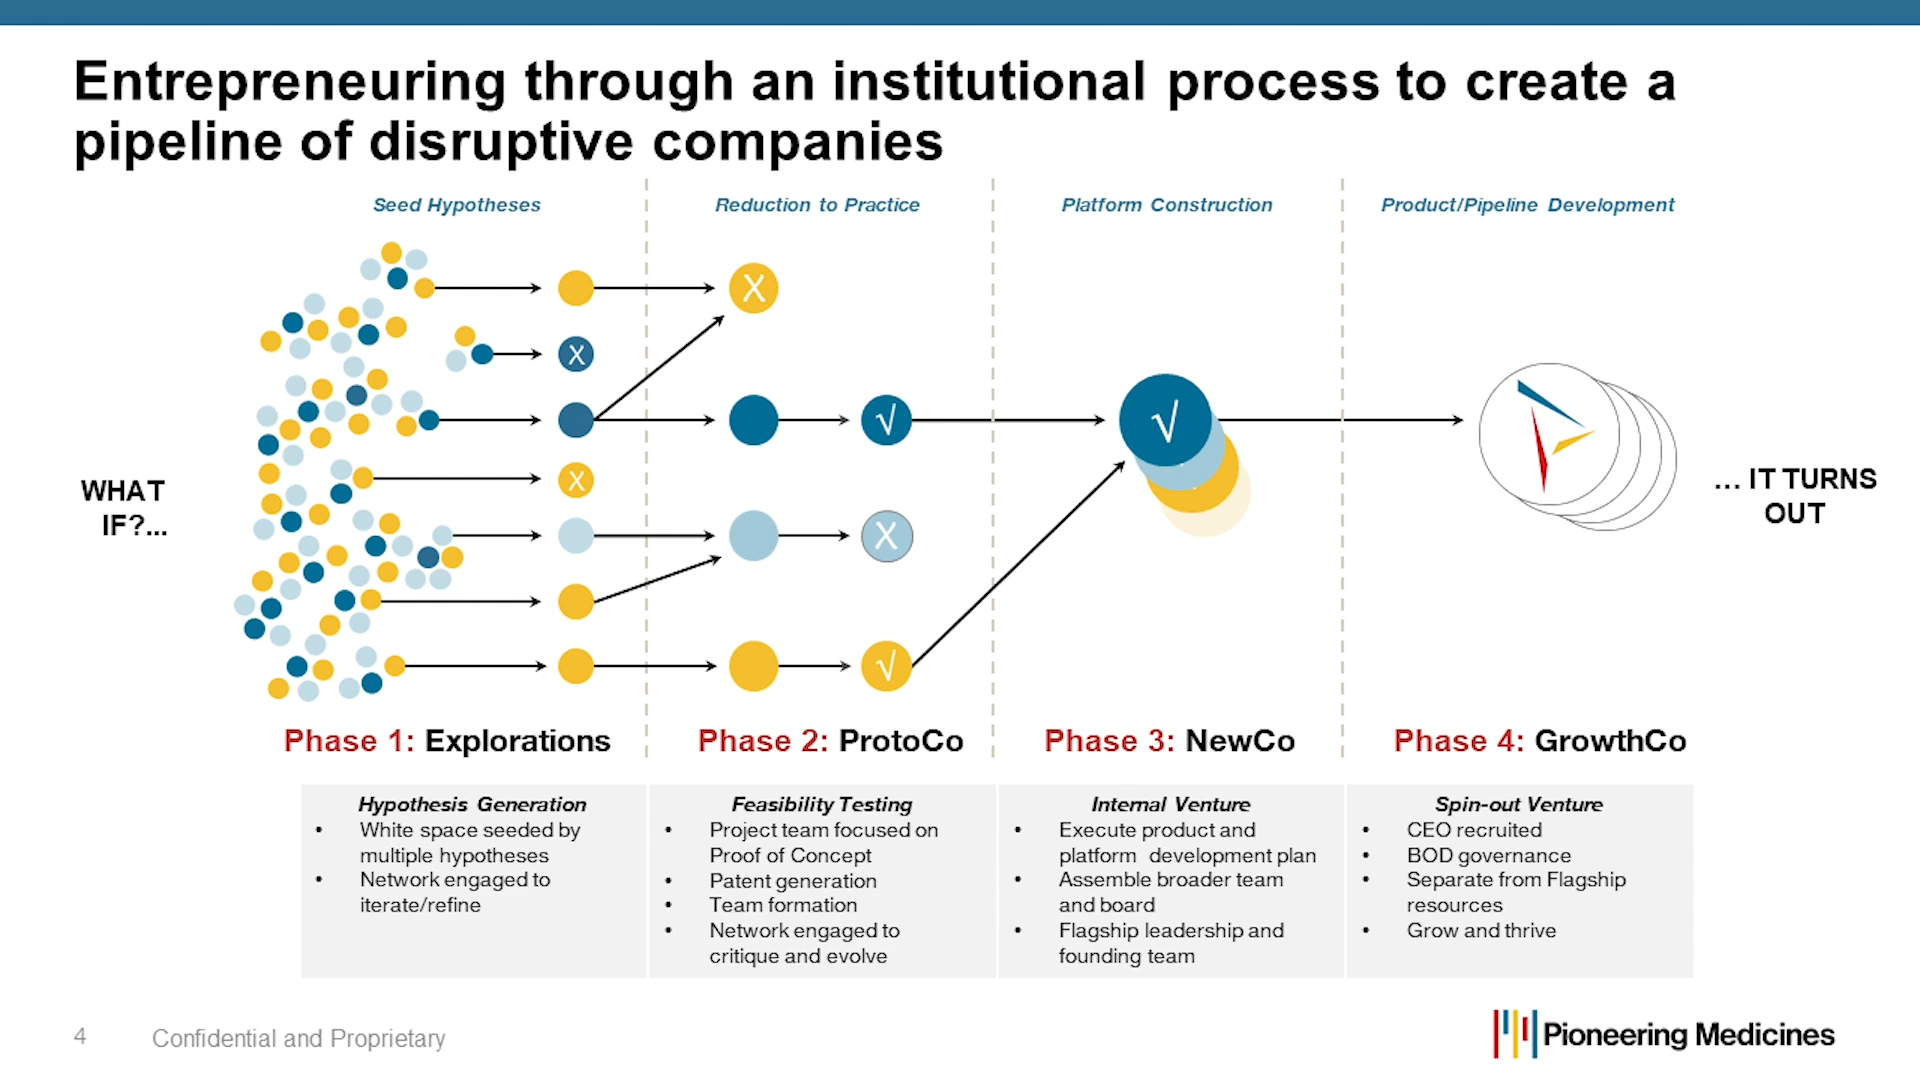 Entrepreneuring through an institutional process to create a
pipeline of disruptive companies
Seed Hypotheses
Reduction to Practice
Platform Construction
Product/Pipeline Development
X
X
√
√
X
X
√
WHAT
IF?...
... IT TURNS
OUT
Phase 1: Explorations
Phase 2: ProtoCo
Phase 3: NewCo
Phase 4: GrowthCo
Hypothesis Generation
• White space seeded by
multiple hypotheses
• Network engaged to
iterate/refine
Feasibility Testing
• Project team focused on
Proof of Concept
• Patent generation
• Team formation
• Network engaged to
critique and evolve
Internal Venture
• Execute product and
platform development plan
• Assemble broader team
and board
• Flagship leadership and
founding team
Spin-out Venture
• CEO recruited
• BOD governance
• Separate from Flagship
resources
• Grow and thrive
4
Confidential and Proprietary
Pioneering Medicines